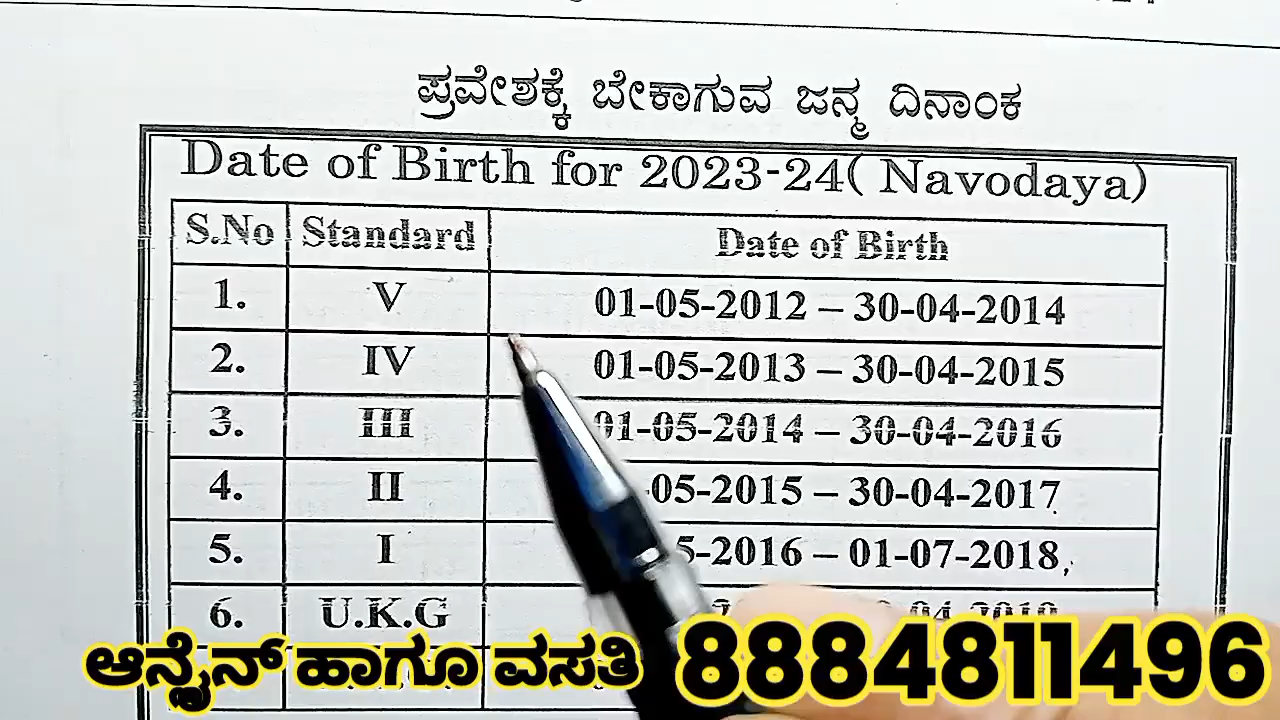 ಪ್ರವೇಶಕ್ಕೆ ಬೇಕಾಗುವ ಜನ್ಮ ದಿನಾಂಕ
Date of Birth for 2023-24( Navodaya)
S.No Standard Date of Birth
1. V 01-05-2012 – 30-04-2014
2. IV 01-05-2013 – 30-04-2015
3. III 01-05-2014 – 30-04-2016
4. II -05-2015 – 30-04-2017
5. I 5-2016 – 01-07-2018,
6. U.K.G
ಆನ್ಲೈನ್ ಹಾಗೂ ವಸತಿ 8884811496